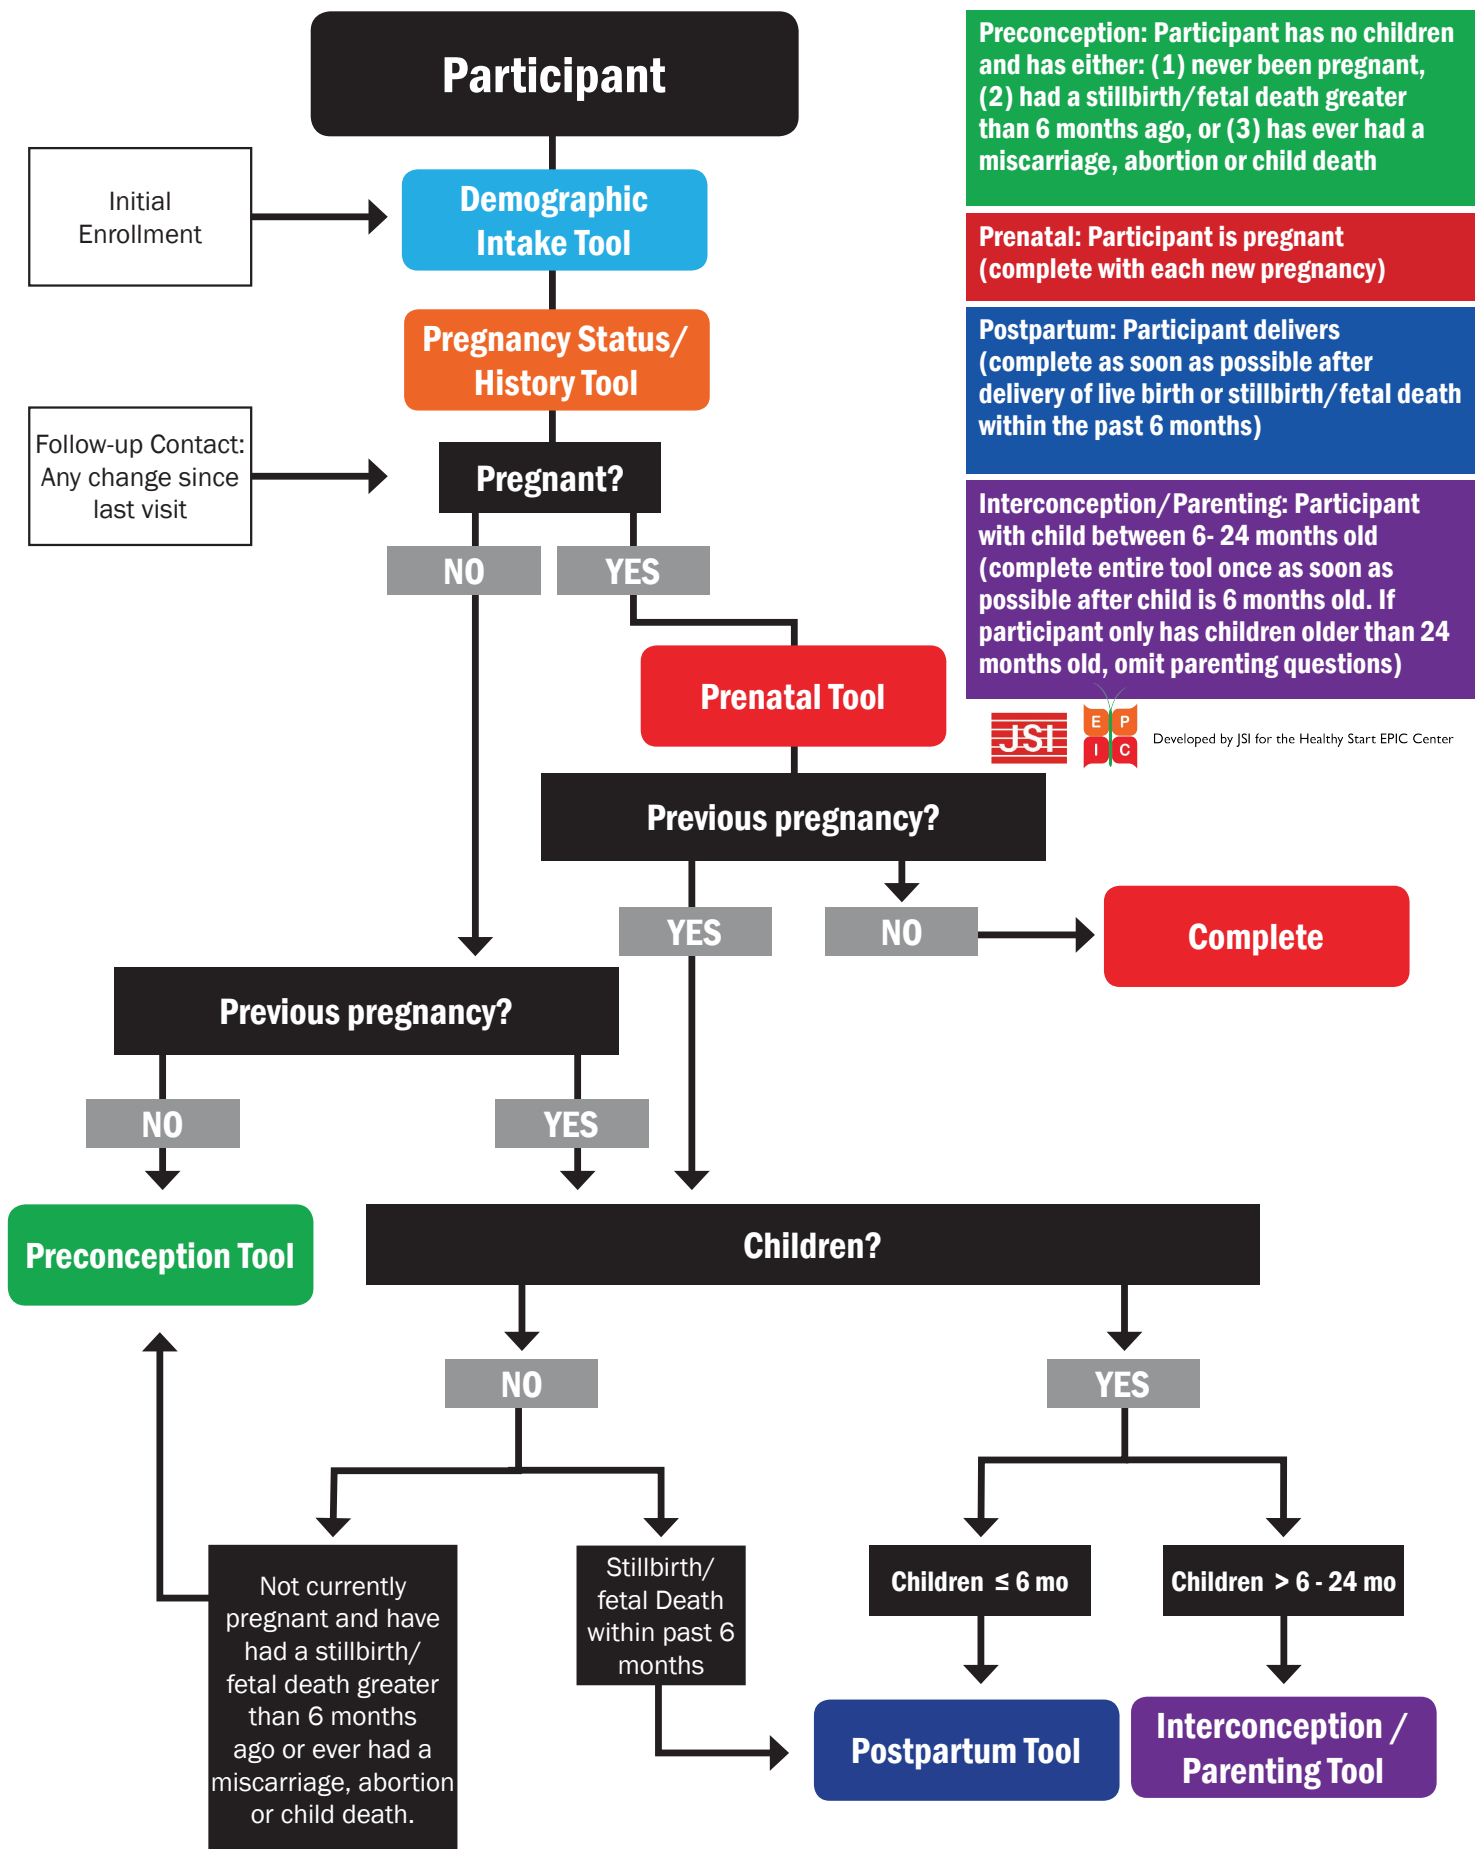 Participant
Initial
Enrollment
Demographic
Intake Tool
Pregnancy Status/
History Tool
Follow-up Contact:
Any change since
last visit
Pregnant?
NO
YES
Prenatal Tool
Previous pregnancy?
YES
NO
Complete
Previous pregnancy?
NO
YES
Preconception Tool
Children?
NO
YES
Not currently
pregnant and have
had a stillbirth/
fetal death greater
than 6 months
ago or ever had a
miscarriage, abortion
or child death.
Stillbirth/
fetal Death
within past 6
months
Children ≤ 6 mo
Children > 6 - 24 mo
Postpartum Tool
Interconception /
Parenting Tool
Preconception: Participant has no children
and has either: (1) never been pregnant,
(2) had a stillbirth/fetal death greater
than 6 months ago, or (3) has ever had a
miscarriage, abortion or child death
Prenatal: Participant is pregnant
(complete with each new pregnancy)
Postpartum: Participant delivers
(complete as soon as possible after
delivery of live birth or stillbirth/fetal death
within the past 6 months)
Interconception/Parenting: Participant
with child between 6- 24 months old
(complete entire tool once as soon as
possible after child is 6 months old. If
participant only has children older than 24
months old, omit parenting questions)
JSI
E P
I C
Developed by JSI for the Healthy Start EPIC Center